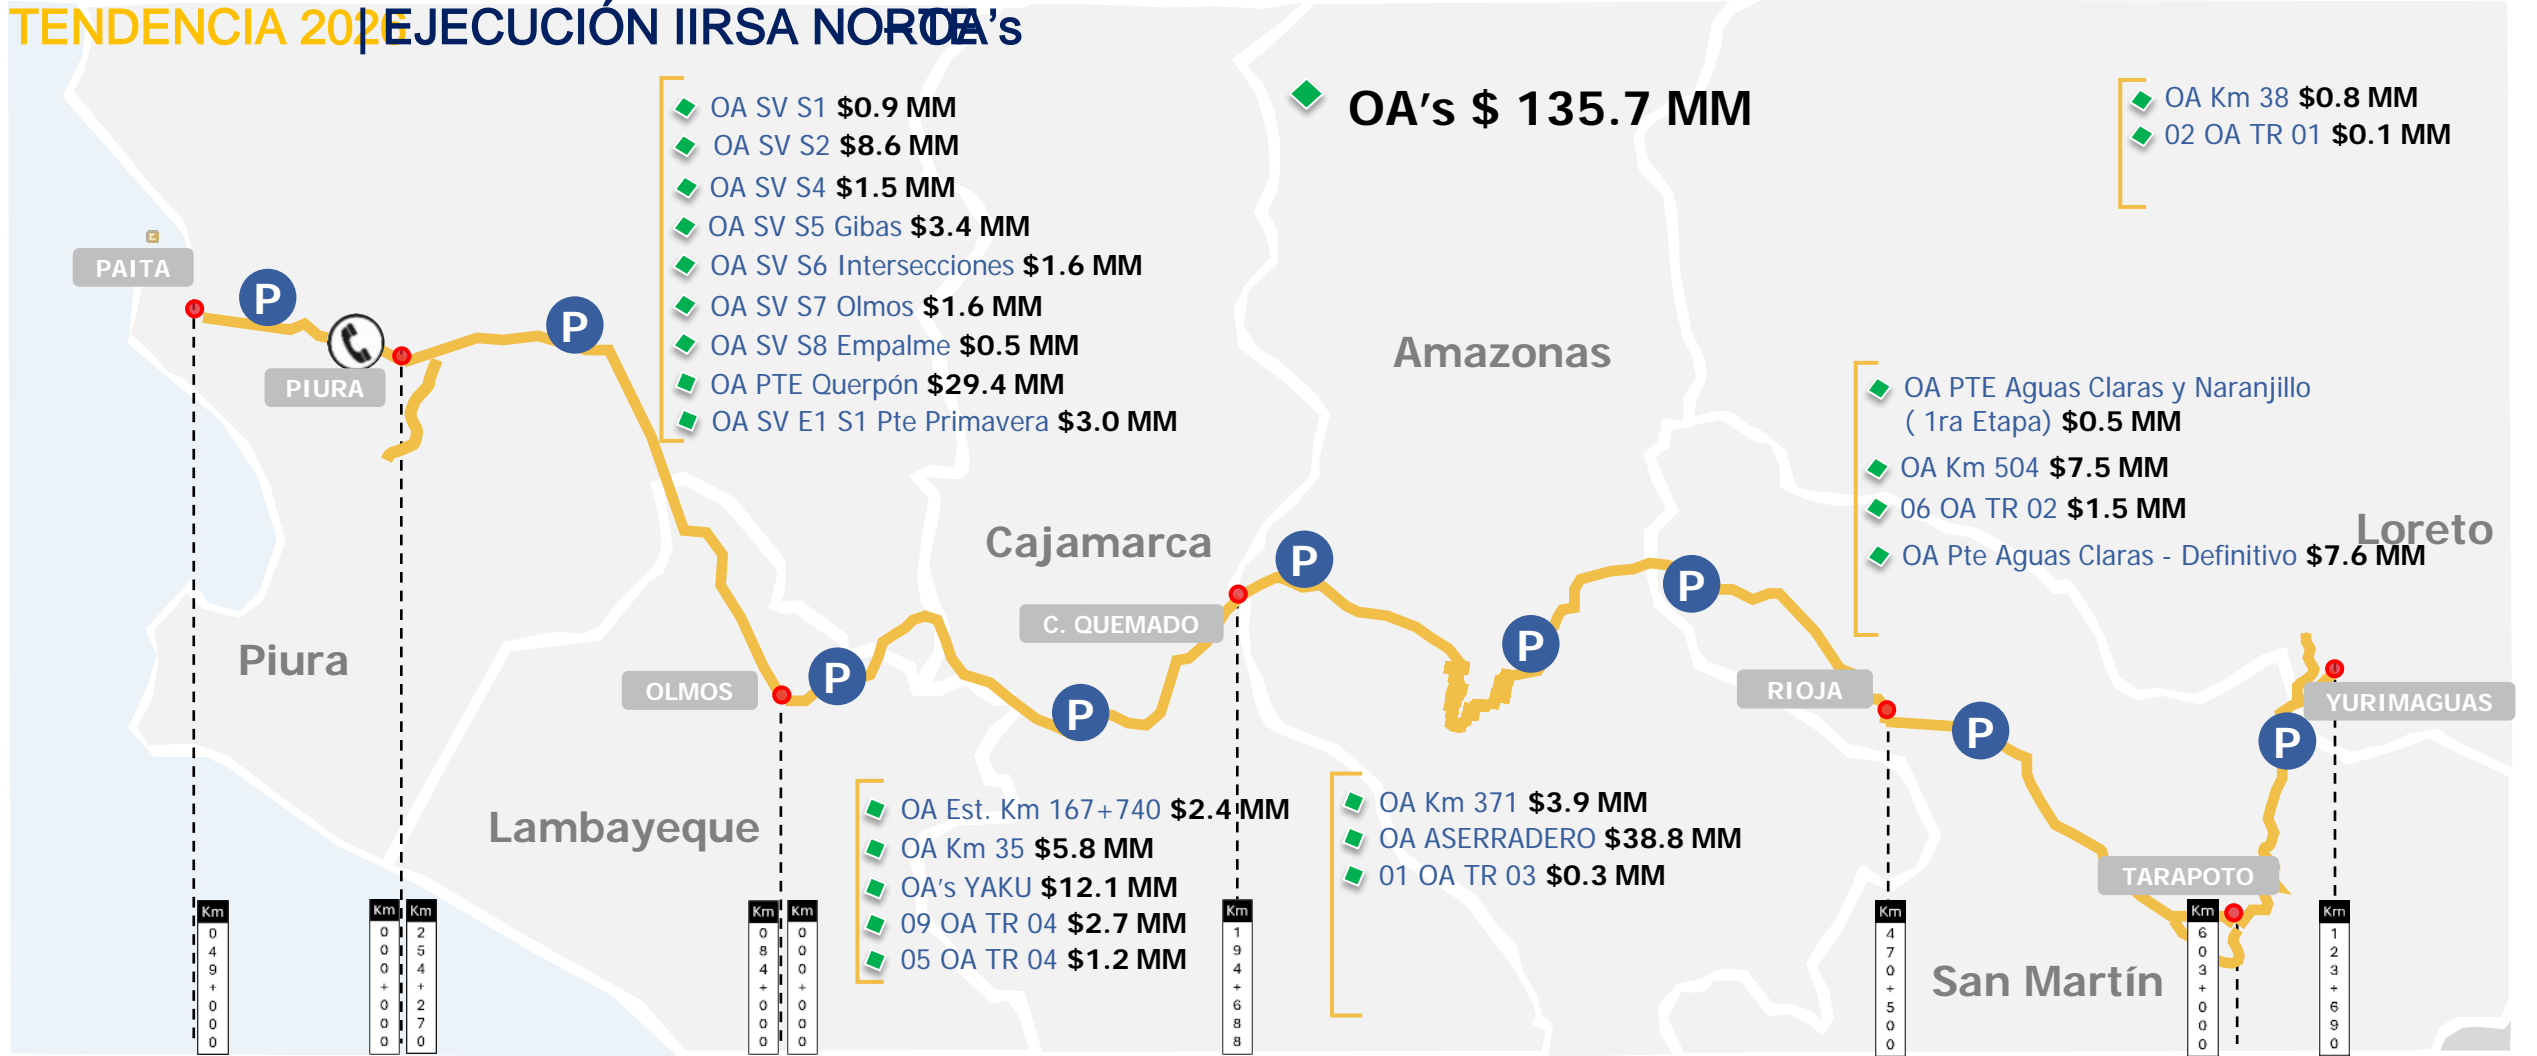 TENDENCIA 2026 | EJECUCIÓN IIRSA NORTE – OA's
OA's $ 135.7 MM
OA SV S1 $0.9 MM
OA SV S2 $8.6 MM
OA SV S4 $1.5 MM
OA SV S5 Gibas $3.4 MM
OA SV S6 Intersecciones $1.6 MM
OA SV S7 Olmos $1.6 MM
OA SV S8 Empalme $0.5 MM
OA PTE Querpón $29.4 MM
OA SV E1 S1 Pte Primavera $3.0 MM
OA Km 38 $0.8 MM
02 OA TR 01 $0.1 MM
PAITA
P
PIURA
P
Amazonas
OA PTE Aguas Claras y Naranjillo
( 1ra Etapa) $0.5 MM
OA Km 504 $7.5 MM
06 OA TR 02 $1.5 MM
OA Pte Aguas Claras - Definitivo $7.6 MM
Loreto
Cajamarca
P
P
C. QUEMADO
P
Piura
OLMOS
P
P
RIOJA
P
YURIMAGUAS
P
Lambayeque
OA Est. Km 167+740 $2.4 MM
OA Km 35 $5.8 MM
OA's YAKU $12.1 MM
09 OA TR 04 $2.7 MM
05 OA TR 04 $1.2 MM
OA Km 371 $3.9 MM
OA ASERRADERO $38.8 MM
01 OA TR 03 $0.3 MM
TARAPOTO
San Martín
Km 049+000
Km 000+000
Km 254+270
Km 084+000
Km 000+000
Km 194+688
Km 470+500
Km 603+000
Km 123+690